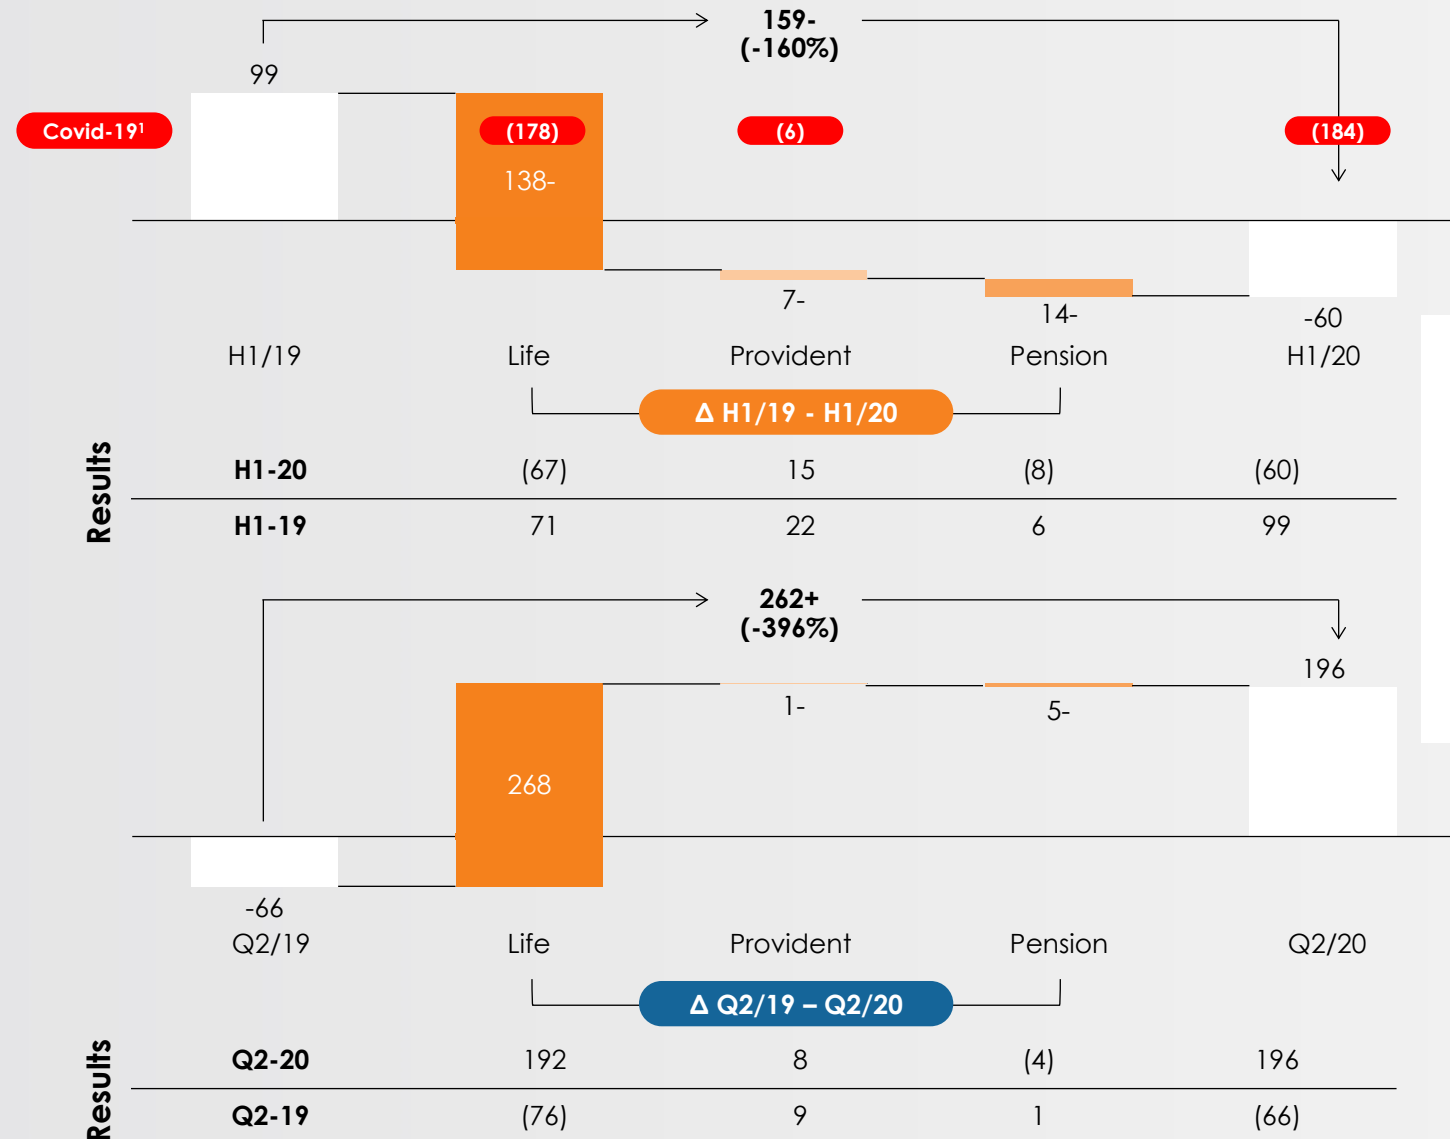 159-
(-160%)
99
Covid-19¹
(178)
(6)
(184)
138-
7-
14-
-60
H1/19 Life Provident Pension H1/20
Δ H1/19 - H1/20
Results
H1-20 (67) 15 (8) (60)
H1-19 71 22 6 99
262+
(-396%)
196
1-
5-
268
-66
Q2/19 Life Provident Pension Q2/20
Δ Q2/19 – Q2/20
Results
Q2-20 192 8 (4) 196
Q2-19 (76) 9 1 (66)